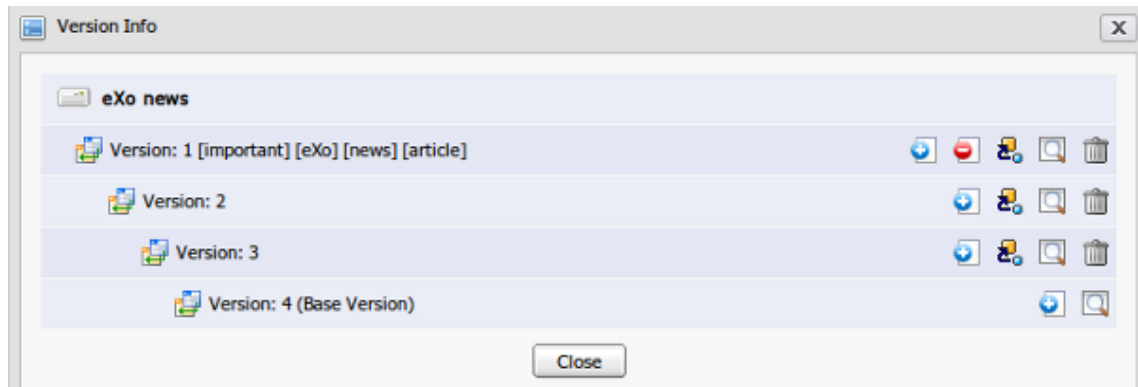 Version Info
eXo news
Version: 1 [important] [eXo] [news] [article]
Version: 2
Version: 3
Version: 4 (Base Version)
Close